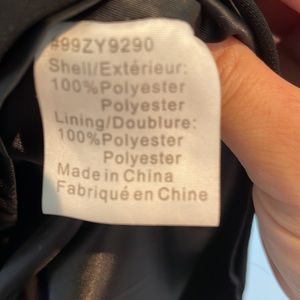 #99ZY9290
Shell/Extérieur:
100%Polyester
Polyester
Lining/Doublure:
100%Polyester
Polyester
Made in China
Fabriqué en Chine